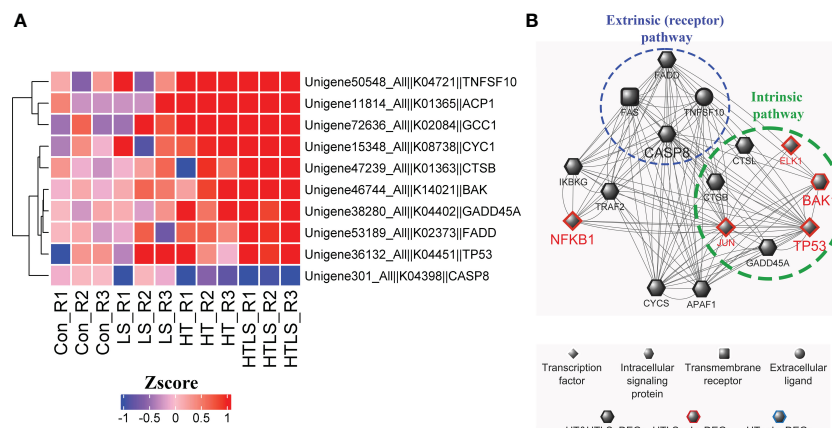 A
Unigene50548_All||K04721||TNFSF10
Unigene11814_All||K01365||ACP1
Unigene72636_All||K02084||GCC1
Unigene15348_All||K08738||CYC1
Unigene47239_All||K01363||CTSB
Unigene46744_All||K14021||BAK
Unigene38280_All||K04402||GADD45A
Unigene53189_All||K02373||FADD
Unigene36132_All||K04451||TP53
Unigene301_All||K04398||CASP8
Con_R1
Con_R2
Con_R3
LS_R1
LS_R2
LS_R3
HT_R1
HT_R2
HT_R3
HTLS_R1
HTLS_R2
HTLS_R3
Zscore
-1 -0.5 0 0.5 1
B
Extrinsic (receptor)
pathway
Intrinsic
pathway
FADD
FAS
TNFSF10
CASP8
CTSL
ELK1
IKBKG
CTSB
BAK1
TRAF2
NFKB1
JUN
TP53
GADD45A
CYCS
APAF1
Transcription
factor
Intracellular
signaling
protein
Transmembrane
receptor
Extracellular
ligand